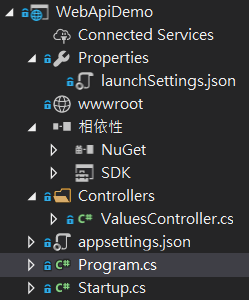 WebApiDemo
Connected Services
Properties
launchSettings.json
wwwroot
相依性
NuGet
SDK
Controllers
C# ValuesController.cs
appsettings.json
C# Program.cs
C# Startup.cs